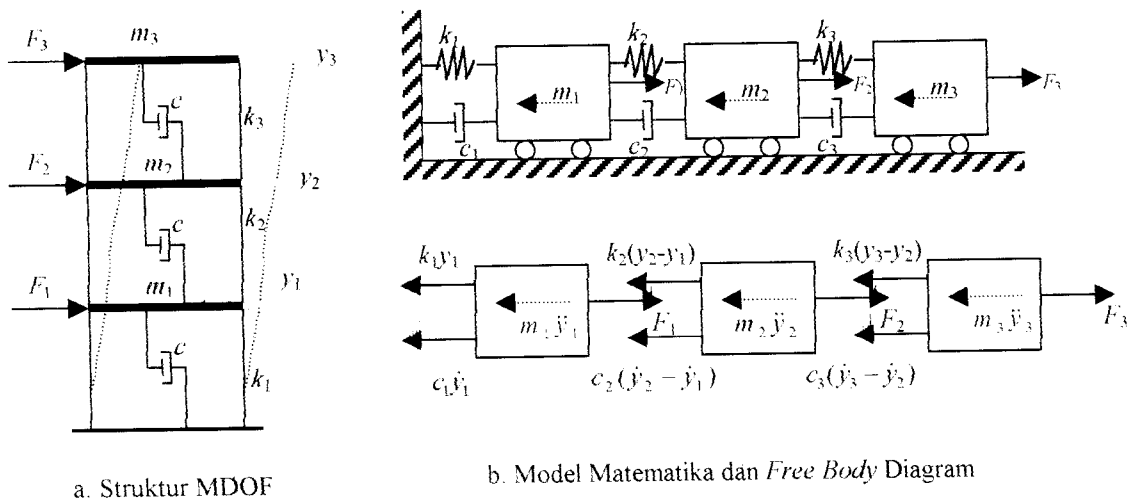 F₃
m₃
y₃
c
k₃
F₂
m₂
y₂
c
k₂
F₁
m₁
y₁
c
k₁
a. Struktur MDOF
k₁
k₂
k₃
m₁
F₁
m₂
F₂
m₃
F₃
c₁
c₂
c₃
k₁y₁
k₂(y₂-y₁)
k₃(y₃-y₂)
m₁ÿ₁
F₁
m₂ÿ₂
F₂
m₃ÿ₃
F₃
c₁ẏ₁
c₂(ẏ₂ − ẏ₁)
c₃(ẏ₃ − ẏ₂)
b. Model Matematika dan Free Body Diagram